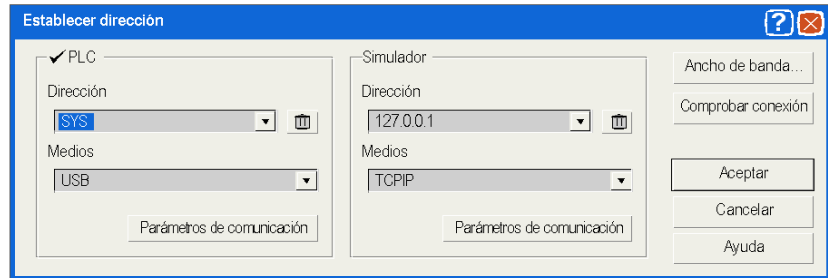 Establecer dirección
PLC
Dirección
SYS
Medios
USB
Parámetros de comunicación
Simulador
Dirección
127.0.0.1
Medios
TCPIP
Parámetros de comunicación
Ancho de banda...
Comprobar conexión
Aceptar
Cancelar
Ayuda